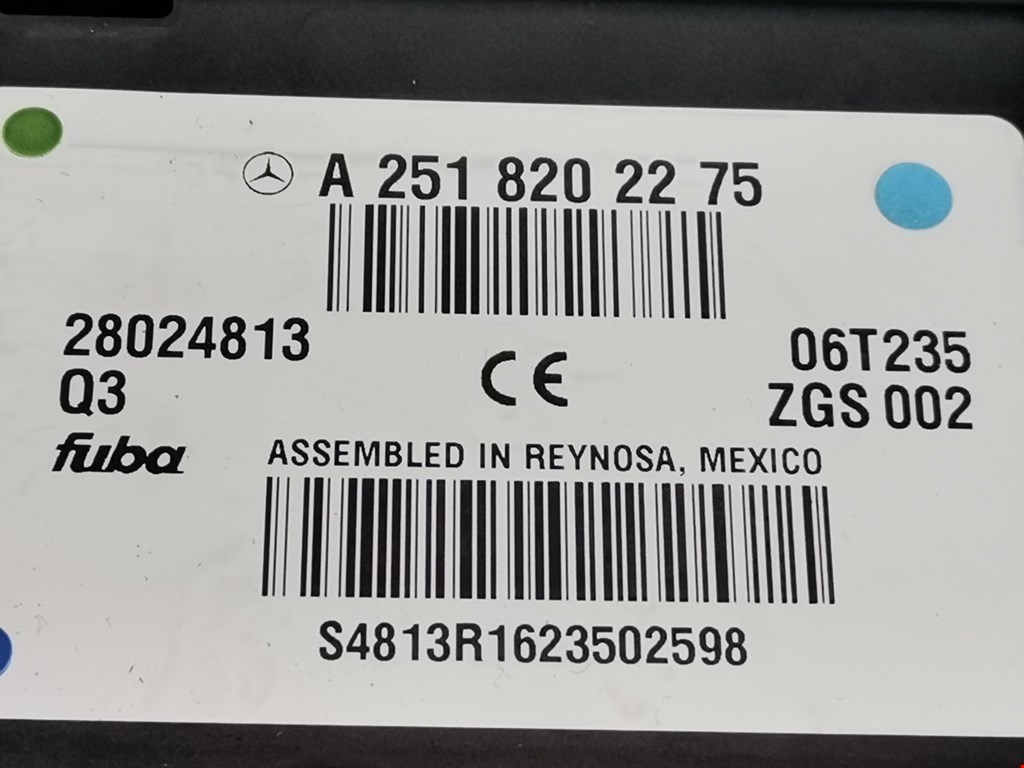 A 251 820 22 75
28024813
Q3
fuba
CE
06T235
ZGS 002
ASSEMBLED IN REYNOSA, MEXICO
S4813R1623502598